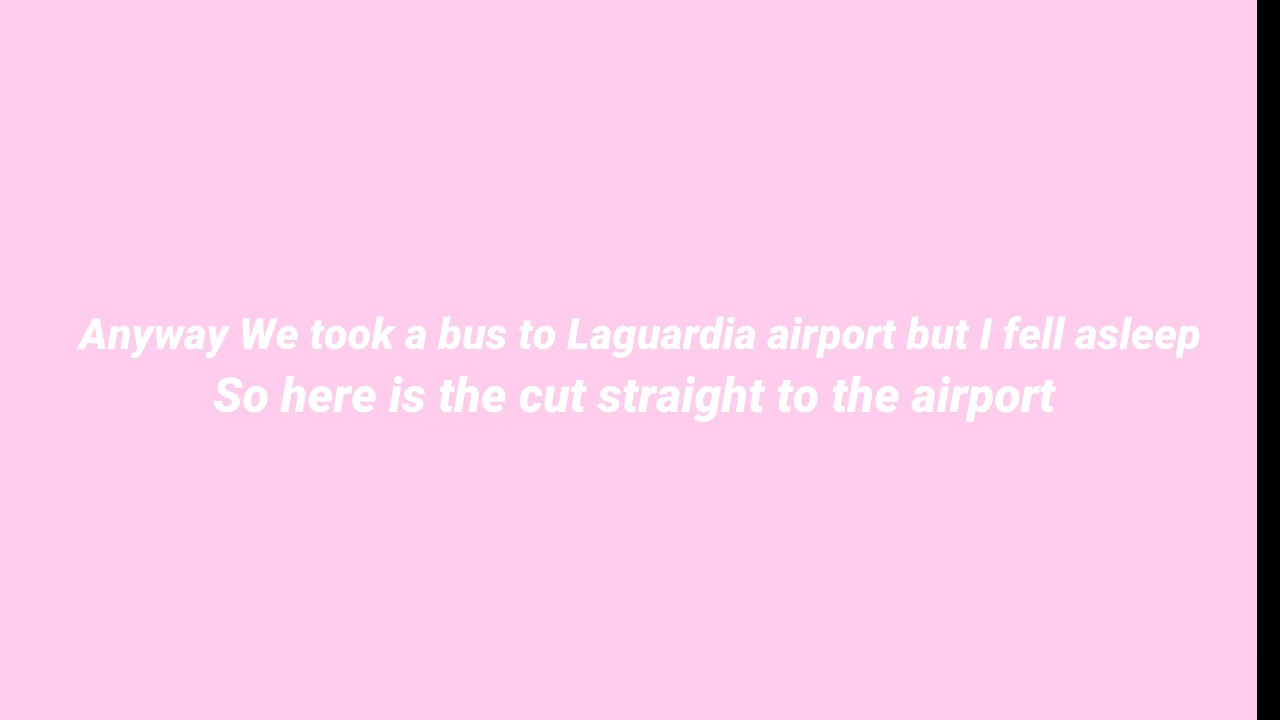 Anyway We took a bus to Laguardia airport but I fell asleep
So here is the cut straight to the airport